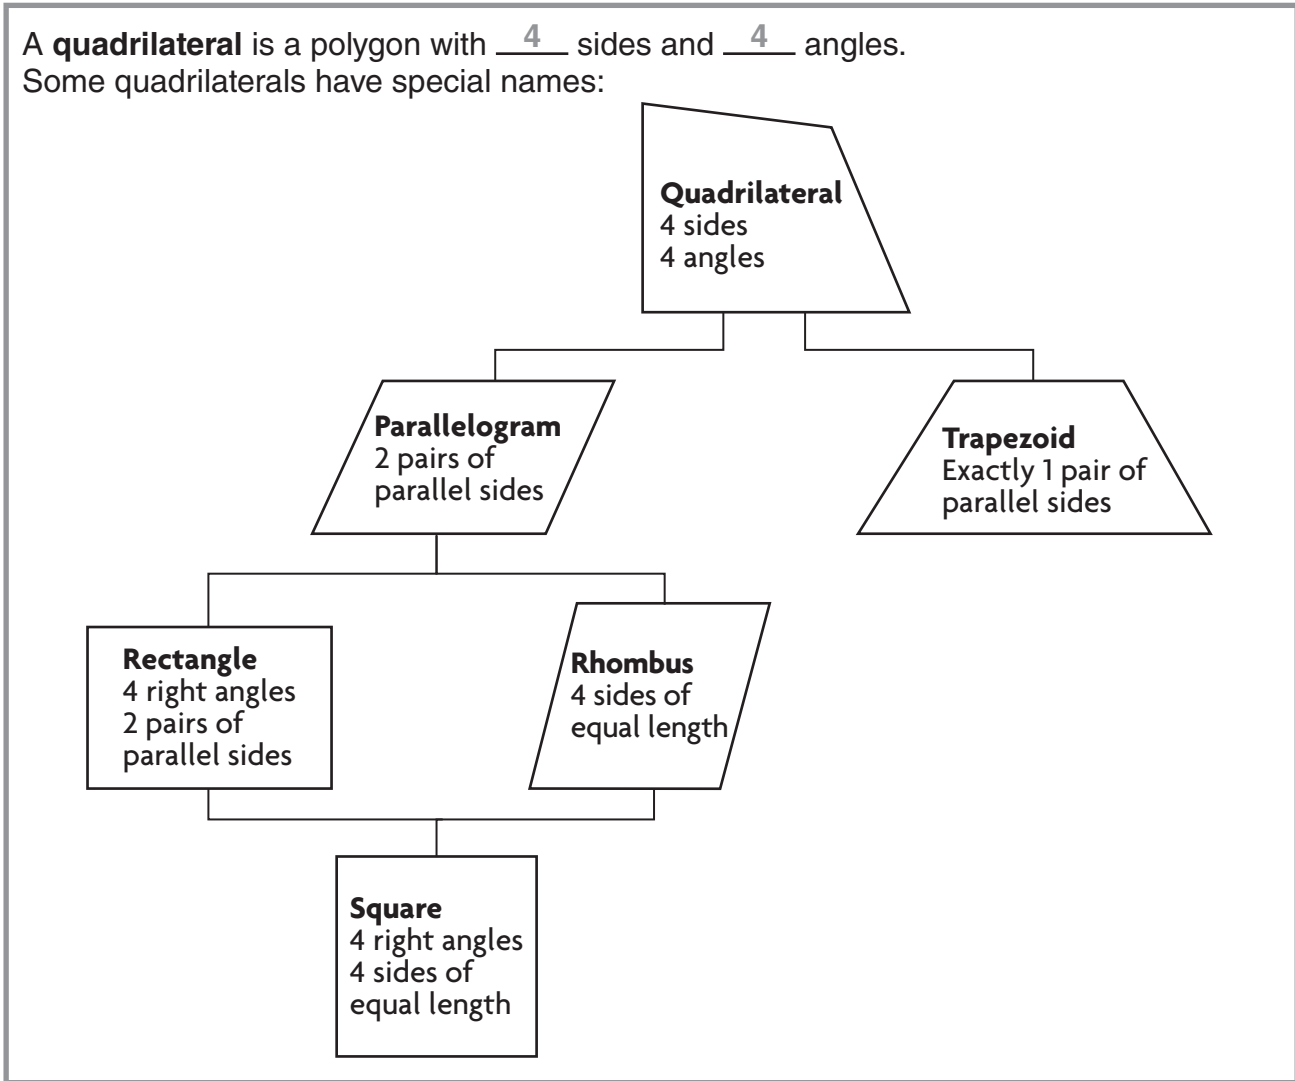 A quadrilateral is a polygon with 4 sides and 4 angles.
Some quadrilaterals have special names:
Quadrilateral
4 sides
4 angles
Parallelogram
2 pairs of
parallel sides
Trapezoid
Exactly 1 pair of
parallel sides
Rectangle
4 right angles
2 pairs of
parallel sides
Rhombus
4 sides of
equal length
Square
4 right angles
4 sides of
equal length